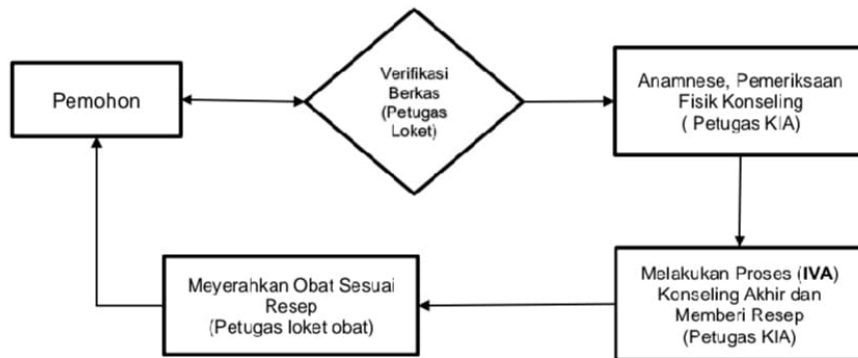 Pemohon
Verifikasi
Berkas
(Petugas
Loket)
Anamnese, Pemeriksaan
Fisik Konseling
( Petugas KIA)
Melakukan Proses (IVA)
Konseling Akhir dan
Memberi Resep
(Petugas KIA)
Meyerahkan Obat Sesuai
Resep
(Petugas loket obat)